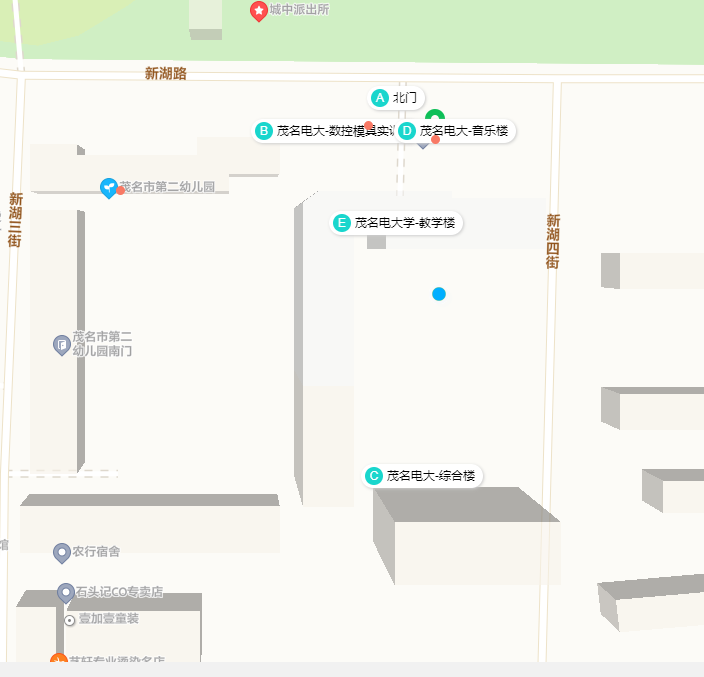 城中派出所
新湖路
A 北门
B 茂名电大-数控模具实
D 茂名电大-音乐楼
茂名市第二幼儿园
新湖三街
E 茂名电大学-教学楼
新湖四街
茂名市第二
幼儿园南门
C 茂名电大-综合楼
农行宿舍
石头记CO专卖店
壹加壹童装